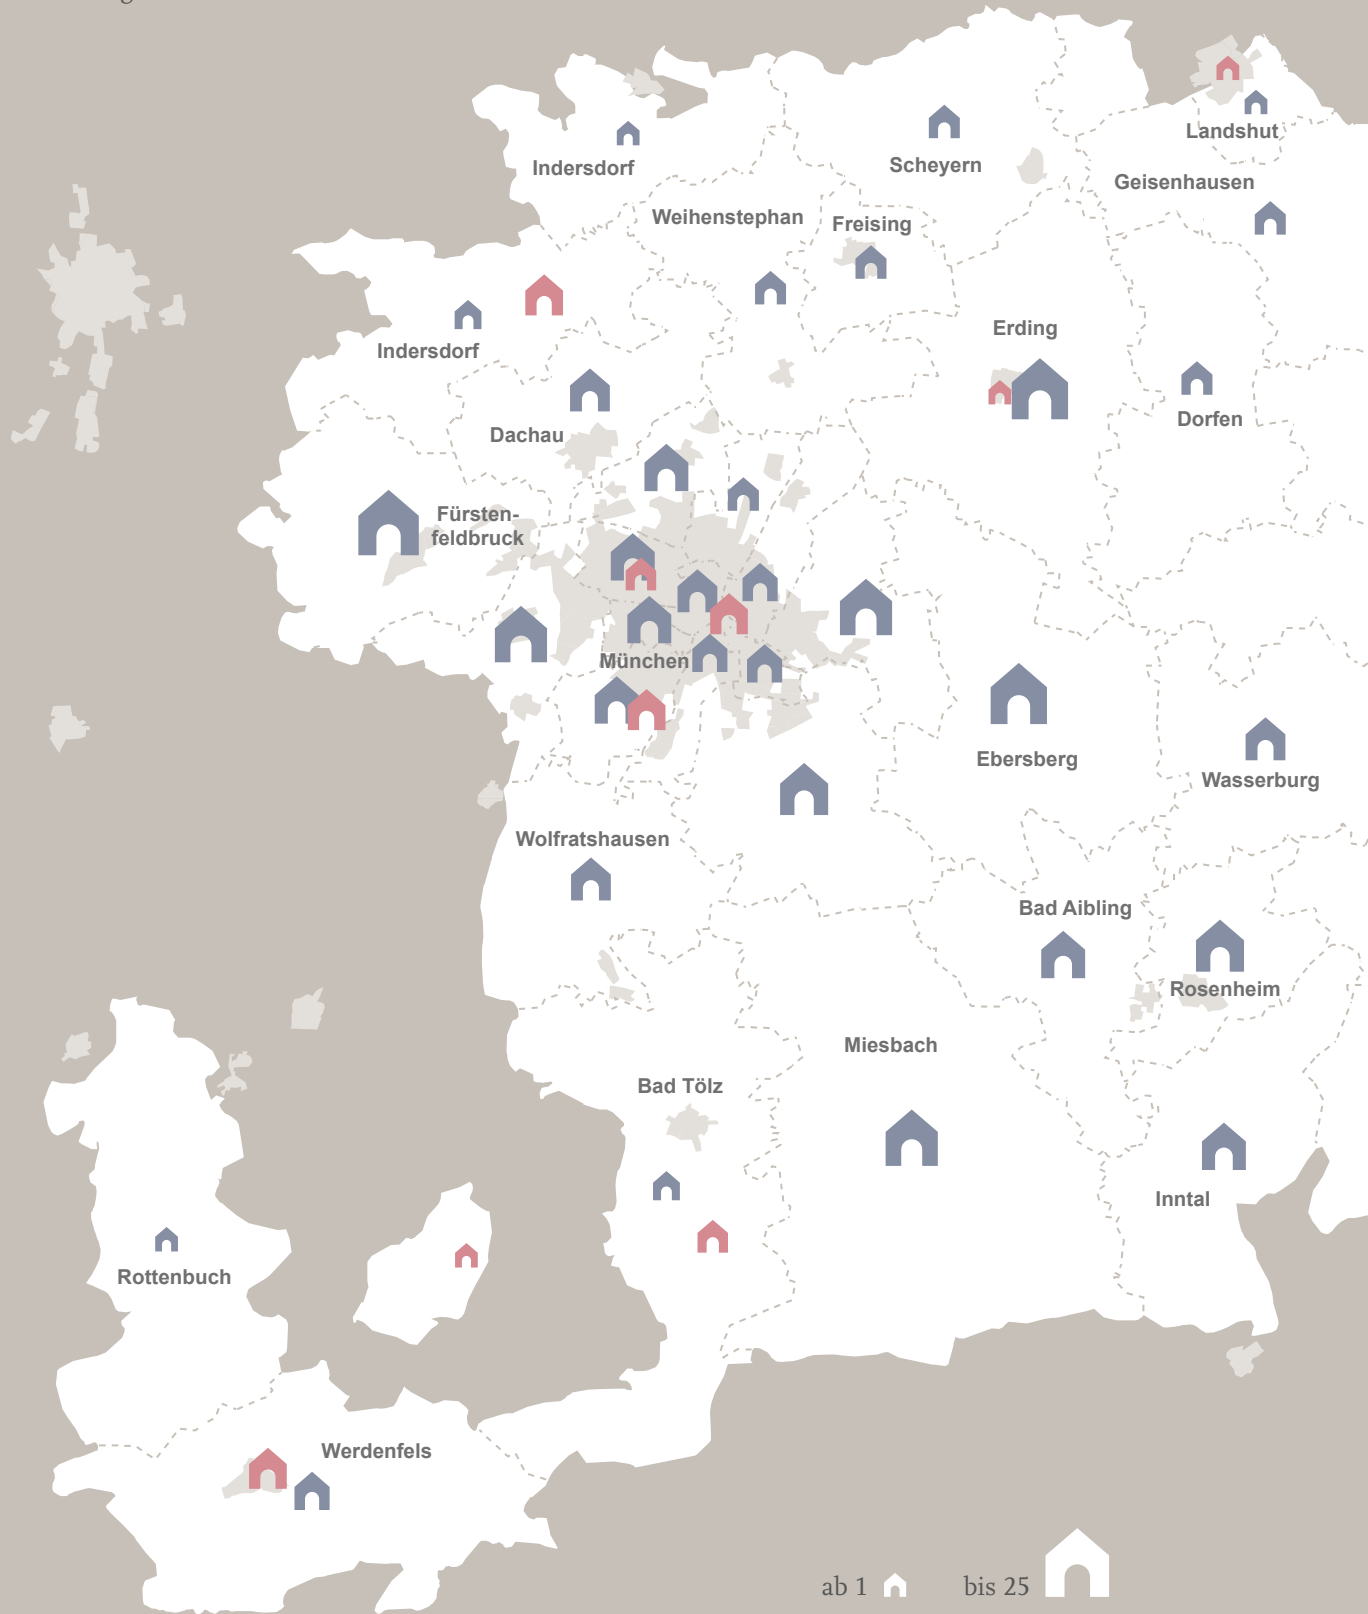 Landshut
Indersdorf
Scheyern
Geisenhausen
Weihenstephan
Freising
Erding
Indersdorf
Dorfen
Dachau
Fürsten-
feldbruck
München
Ebersberg
Wasserburg
Wolfratshausen
Bad Aibling
Rosenheim
Miesbach
Bad Tölz
Inntal
Rottenbuch
Werdenfels
ab 1
bis 25